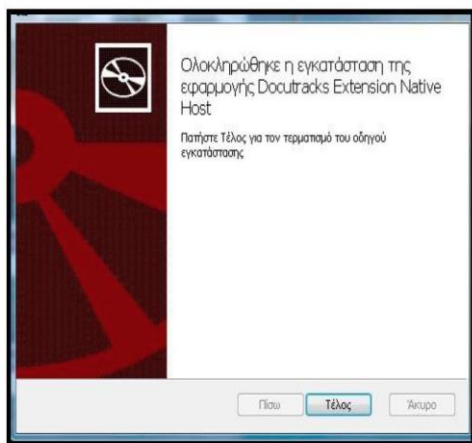 Ολοκληρώθηκε η εγκατάσταση της
εφαρμογής Docutracks Extension Native
Host
Πατήστε Τέλος για τον τερματισμό του οδηγού
εγκατάστασης
Πίσω
Τέλος
Άκυρο